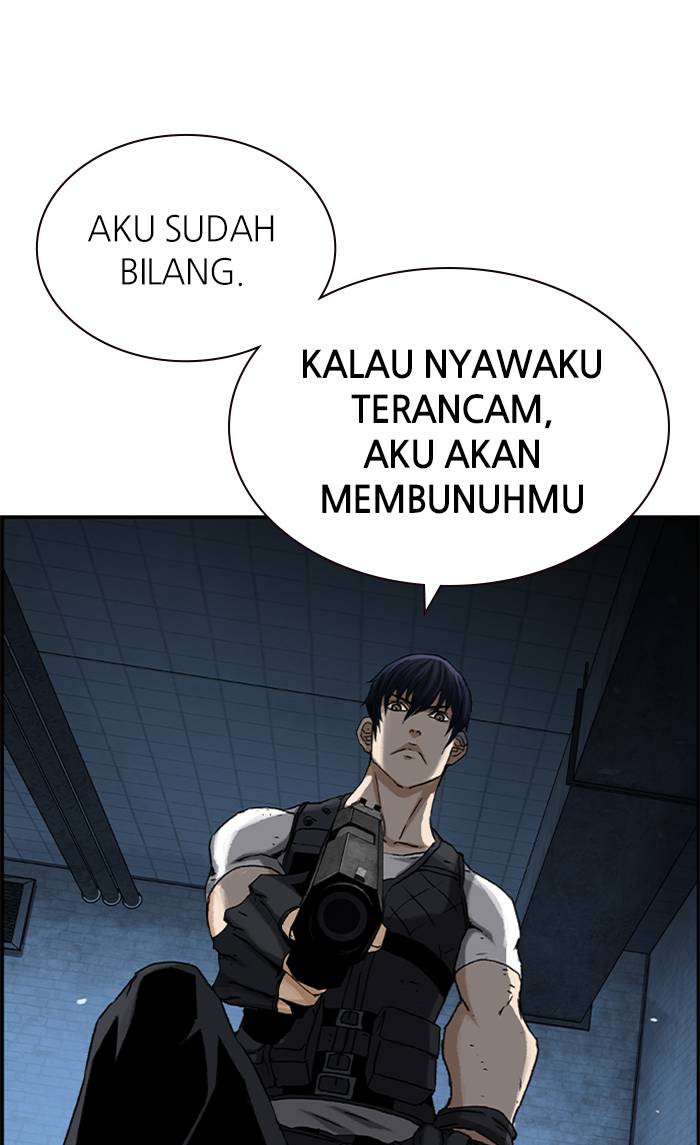 AKU SUDAH
BILANG.
KALAU NYAWAKU
TERANCAM,
AKU AKAN
MEMBUNUHMU